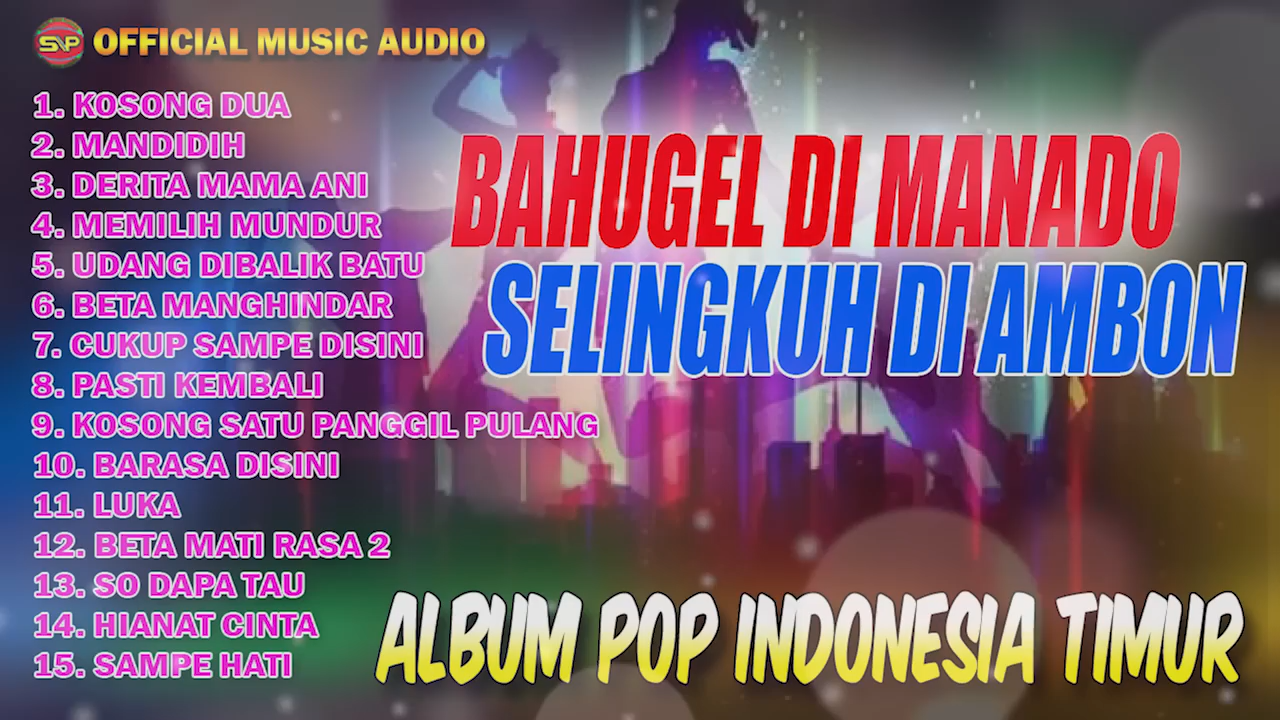 SNP OFFICIAL MUSIC AUDIO
1. KOSONG DUA
2. MANDIDIH
3. DERITA MAMA ANI
4. MEMILIH MUNDUR
5. UDANG DIBALIK BATU
6. BETA MANGHINDAR
7. CUKUP SAMPE DISINI
8. PASTI KEMBALI
9. KOSONG SATU PANGGIL PULANG
10. BARASA DISINI
11. LUKA
12. BETA MATI RASA 2
13. SO DAPA TAU
14. HIANAT CINTA
15. SAMPE HATI
BAHUGEL DI MANADO
SELINGKUH DI AMBON
ALBUM POP INDONESIA TIMUR